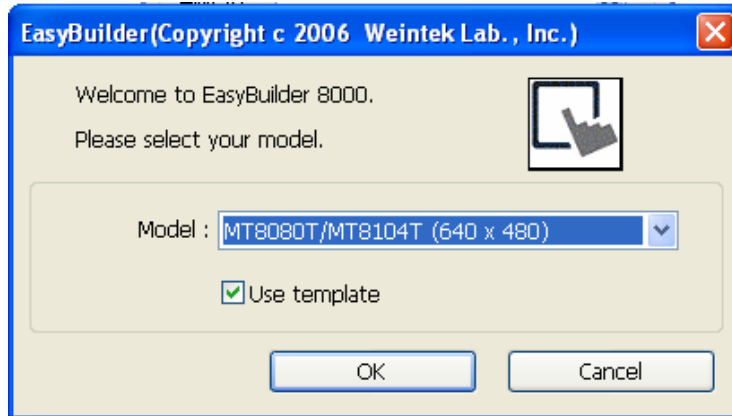 EasyBuilder(Copyright c 2006 Weintek Lab., Inc.)
Welcome to EasyBuilder 8000.
Please select your model.
Model : MT8080T/MT8104T (640 x 480)
Use template
OK Cancel